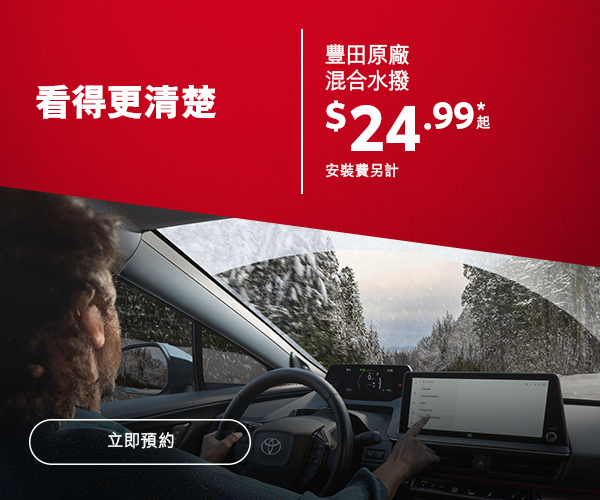 看得更清楚
豐田原廠
混合水撥
$24.99*起
安裝費另計
立即預約